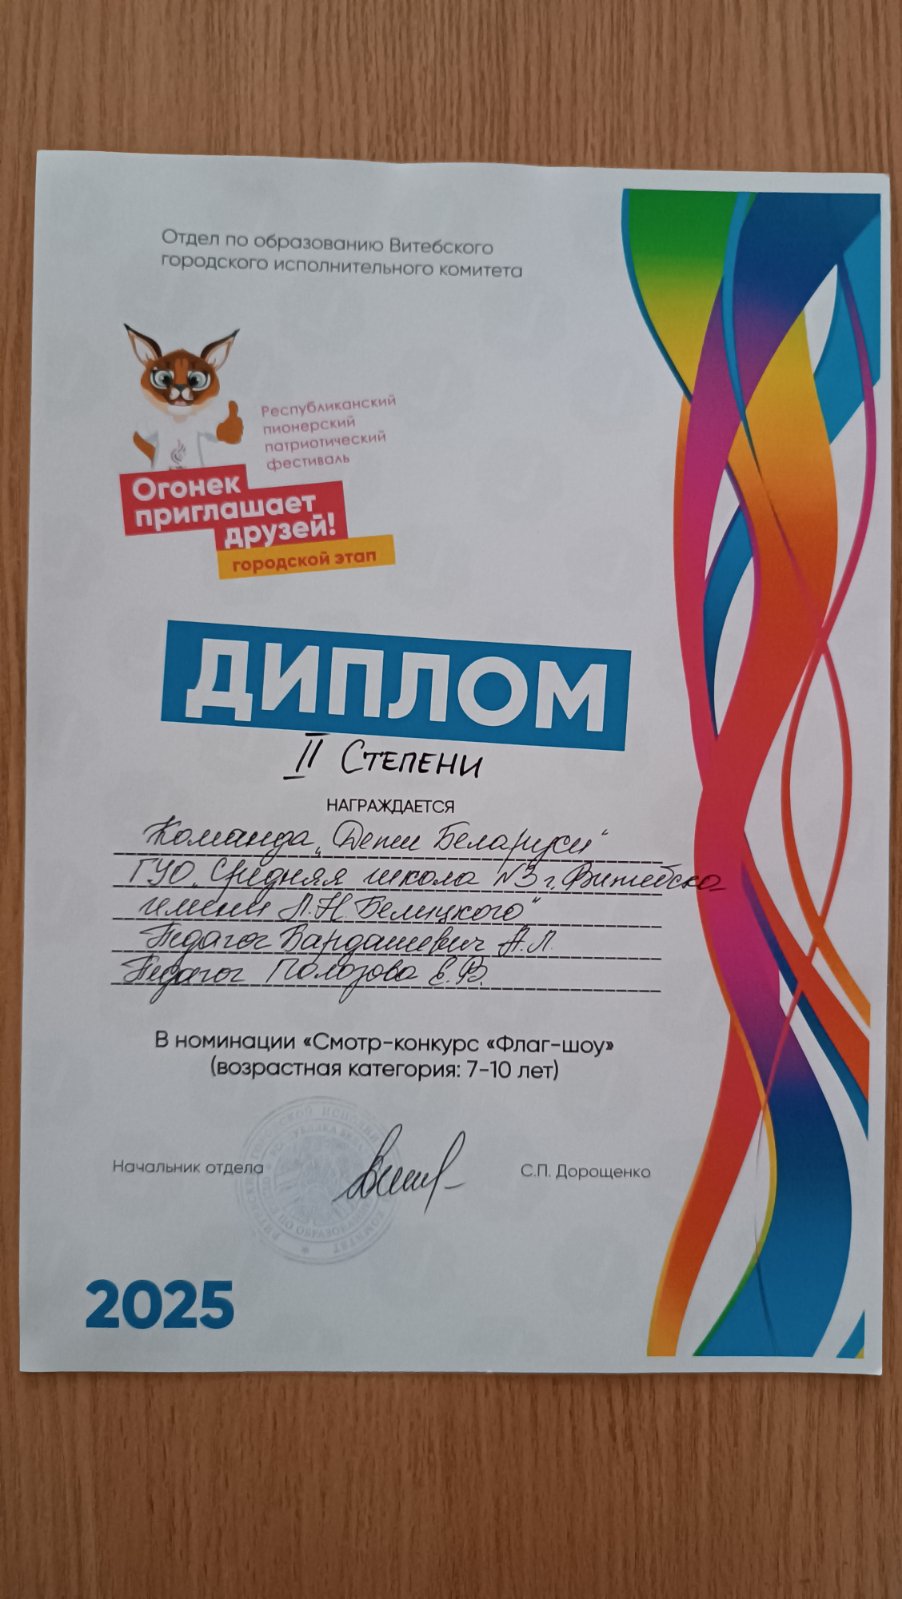 Отдел по образованию Витебского
городского исполнительного комитета
Республиканский
пионерский
патриотический
фестиваль
Огонек
приглашает
друзей!
городской этап
ДИПЛОМ
II Степени
НАГРАЖДАЕТСЯ
Команда „Дети Беларуси"
ГУО „Средняя школа №3 г. Витебска
имени Л.Н Белицкого"
Педагог Вардашевич А.Л.
Педагог Полозова Е.В.
В номинации «Смотр-конкурс «Флаг-шоу»
(возрастная категория: 7-10 лет)
Начальник отдела
С.П. Дорощенко
2025